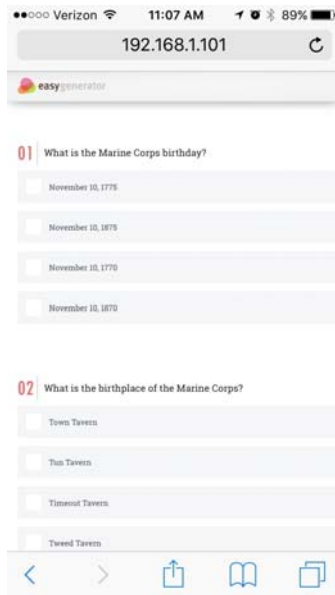 Verizon 11:07 AM 89%
192.168.1.101
easygenerator
01 What is the Marine Corps birthday?
November 10, 1775
November 10, 1875
November 10, 1770
November 10, 1870
02 What is the birthplace of the Marine Corps?
Town Tavern
Tun Tavern
Timeout Tavern
Tweed Tavern